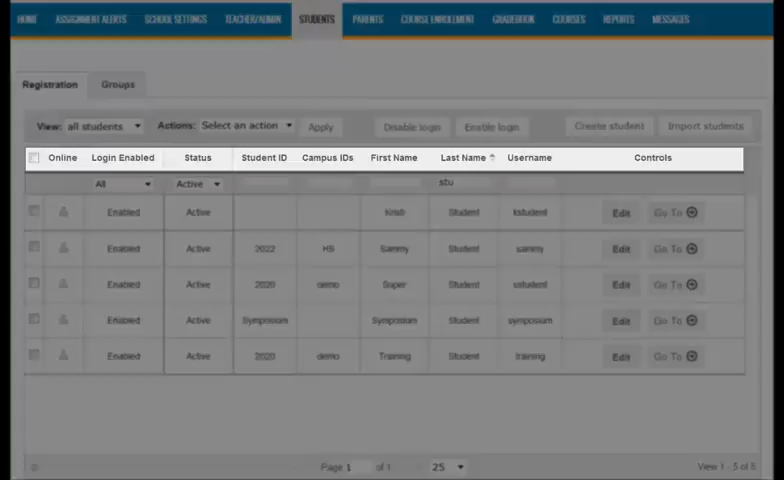 HOME ASSIGNMENT ALERTS SCHOOL SETTINGS TEACHER/ADMIN STUDENTS PARENTS COURSE ENROLLMENT GRADEBOOK COURSES REPORTS MESSAGES
Registration Groups
View: all students Actions: Select an action Apply Disable login Enable login Create student Import students
Online Login Enabled Status Student ID Campus IDs First Name Last Name Username Controls
All Active stu
Enabled Active Kristi Student kstudent Edit Go To
Enabled Active 2022 HS Sammy Student sammy Edit Go To
Enabled Active 2020 demo Super Student sstudent Edit Go To
Enabled Active Symposium Symposium Student symposium Edit Go To
Enabled Active 2020 demo Training Student training Edit Go To
Page 1 of 1 25 View 1 - 5 of 5